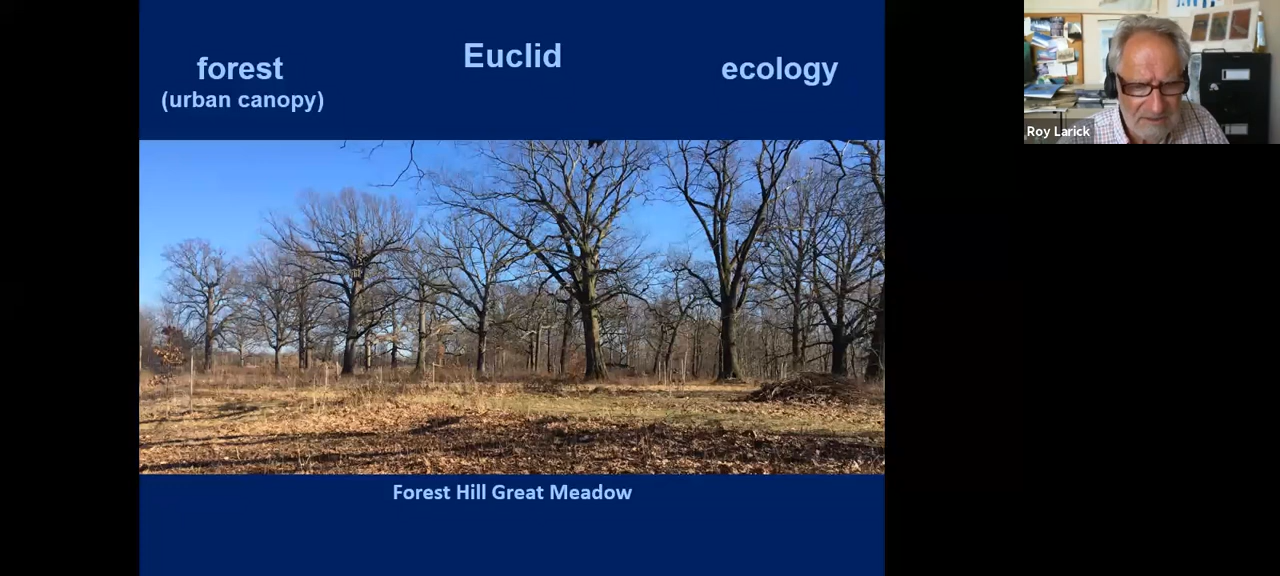 forest
(urban canopy)
Euclid
ecology
Forest Hill Great Meadow
Roy Larick